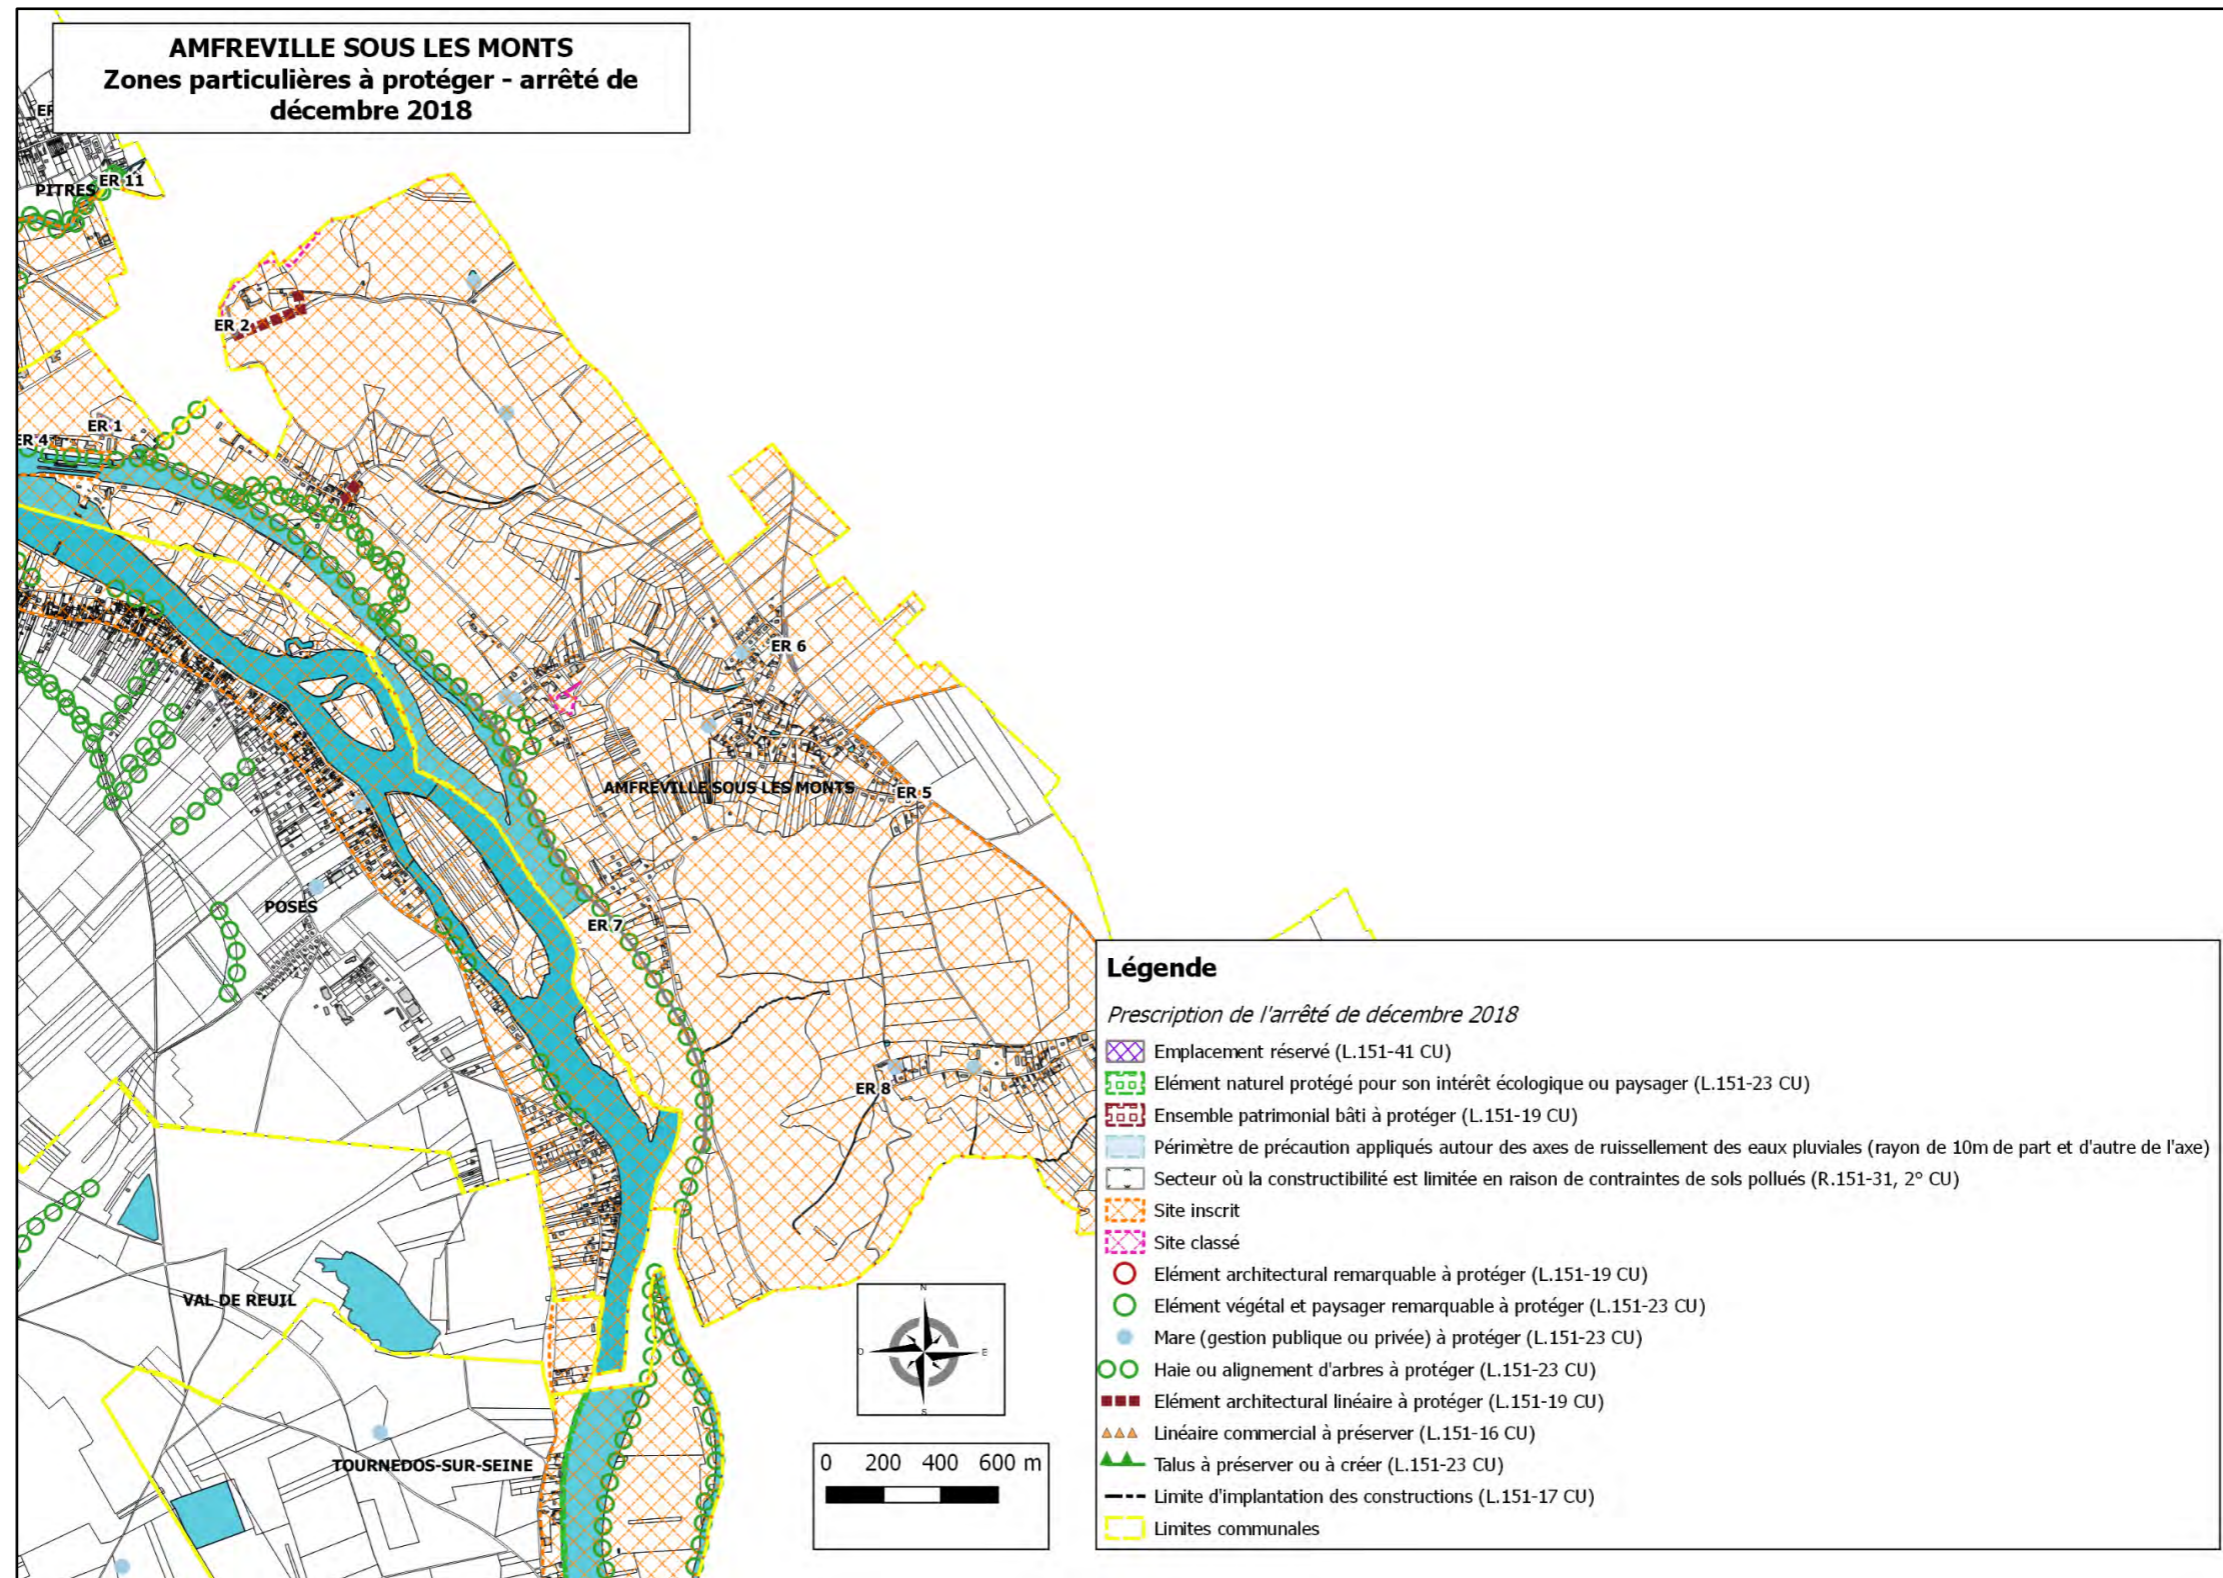 AMFREVILLE SOUS LES MONTS
Zones particulières à protéger - arrêté de
décembre 2018
PITRES
ER 11
ER 2
ER 1
ER 4
ER 6
AMFREVILLE SOUS LES MONTS
ER 5
POSES
ER 7
ER 8
VAL DE REUIL
TOURNEDOS-SUR-SEINE
N
O
E
S
0 200 400 600 m
Légende
Prescription de l'arrêté de décembre 2018
Emplacement réservé (L.151-41 CU)
Elément naturel protégé pour son intérêt écologique ou paysager (L.151-23 CU)
Ensemble patrimonial bâti à protéger (L.151-19 CU)
Périmètre de précaution appliqués autour des axes de ruissellement des eaux pluviales (rayon de 10m de part et d'autre de l'axe)
Secteur où la constructibilité est limitée en raison de contraintes de sols pollués (R.151-31, 2° CU)
Site inscrit
Site classé
Elément architectural remarquable à protéger (L.151-19 CU)
Elément végétal et paysager remarquable à protéger (L.151-23 CU)
Mare (gestion publique ou privée) à protéger (L.151-23 CU)
Haie ou alignement d'arbres à protéger (L.151-23 CU)
Elément architectural linéaire à protéger (L.151-19 CU)
Linéaire commercial à préserver (L.151-16 CU)
Talus à préserver ou à créer (L.151-23 CU)
Limite d'implantation des constructions (L.151-17 CU)
Limites communales